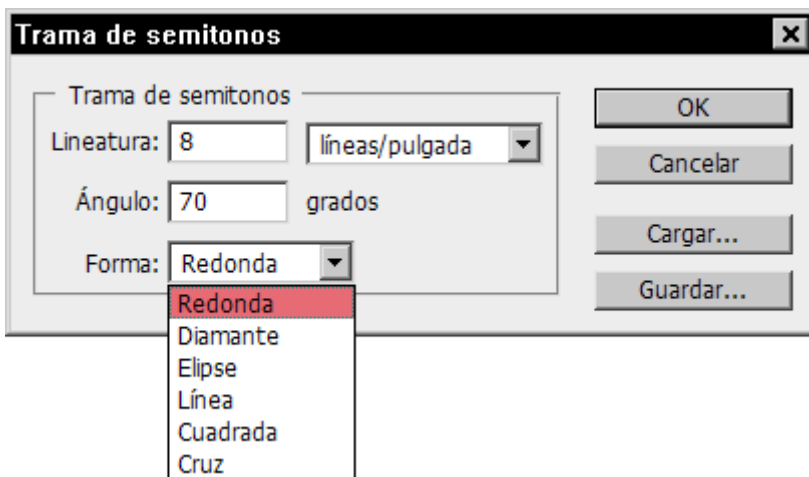 Trama de semitonos
Trama de semitonos
Lineatura: 8 líneas/pulgada
Ángulo: 70 grados
Forma: Redonda
Redonda
Diamante
Elipse
Línea
Cuadrada
Cruz
OK
Cancelar
Cargar...
Guardar...